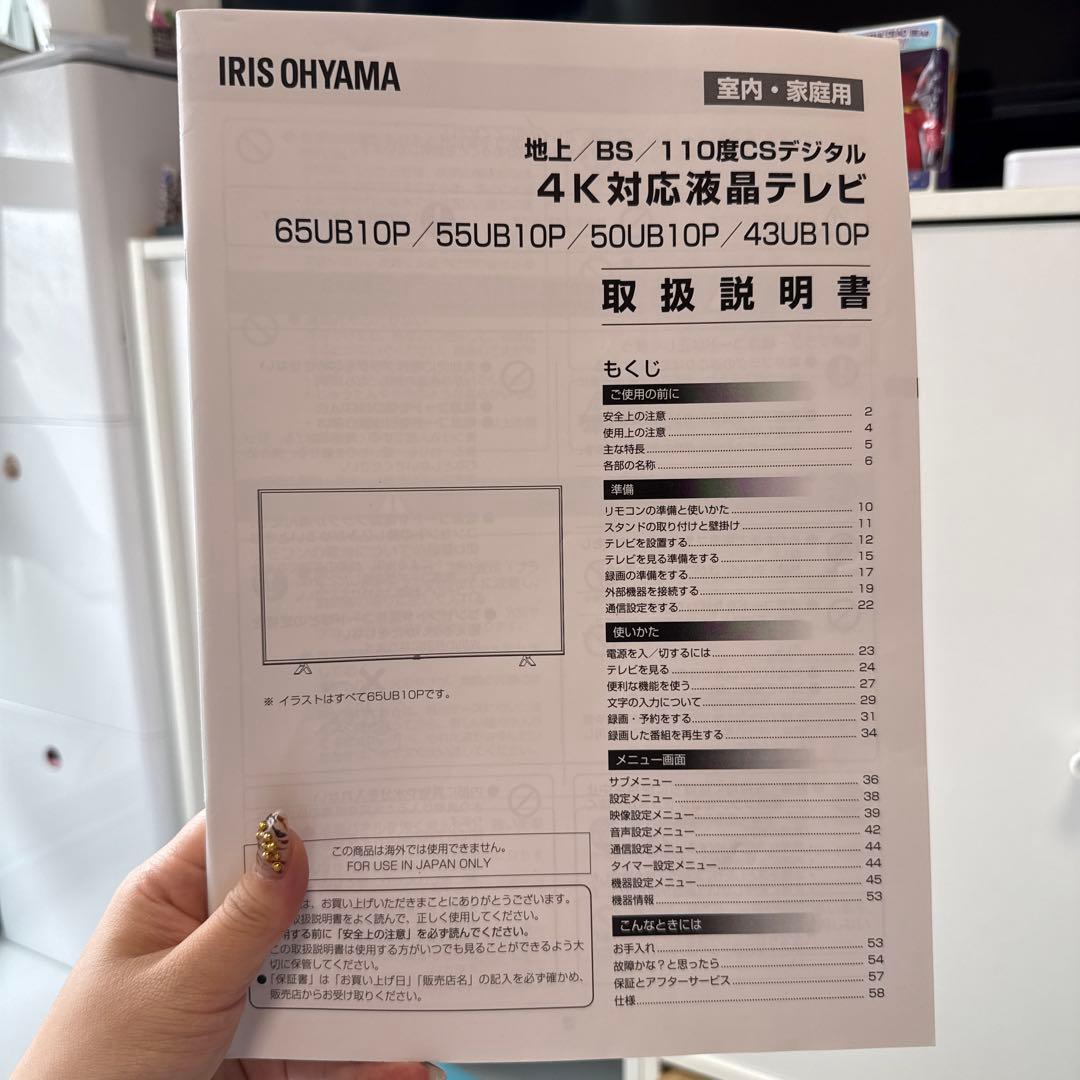 IRIS OHYAMA
室内・家庭用
地上／BS／110度CSデジタル
4K対応液晶テレビ
65UB10P／55UB10P／50UB10P／43UB10P
取扱説明書
もくじ
ご使用の前に
安全上の注意 2
使用上の注意 4
主な特長 5
各部の名称 6
準備
リモコンの準備と使いかた 10
スタンドの取り付けと壁掛け 11
テレビを設置する 12
テレビを見る準備をする 15
録画の準備をする 17
外部機器を接続する 19
通信設定をする 22
使いかた
電源を入／切するには 23
テレビを見る 24
便利な機能を使う 27
文字の入力について 29
録画・予約をする 31
録画した番組を再生する 34
メニュー画面
サブメニュー 36
設定メニュー 38
映像設定メニュー 39
音声設定メニュー 42
通信設定メニュー 44
タイマー設定メニュー 44
機器設定メニュー 45
機器情報 53
こんなときには
お手入れ 53
故障かな？と思ったら 54
保証とアフターサービス 57
仕様 58
※ イラストはすべて65UB10Pです。
この商品は海外では使用できません。
FOR USE IN JAPAN ONLY
は、お買い上げいただきまことにありがとうございます。
取扱説明書をよく読んで、正しく使用してください。
用する前に「安全上の注意」を必ず読んでください。
この取扱説明書は使用する方がいつでも見ることができるよう大
切に保管してください。
●「保証書」は「お買い上げ日」「販売店名」の記入を必ず確かめ、
販売店からお受け取りください。